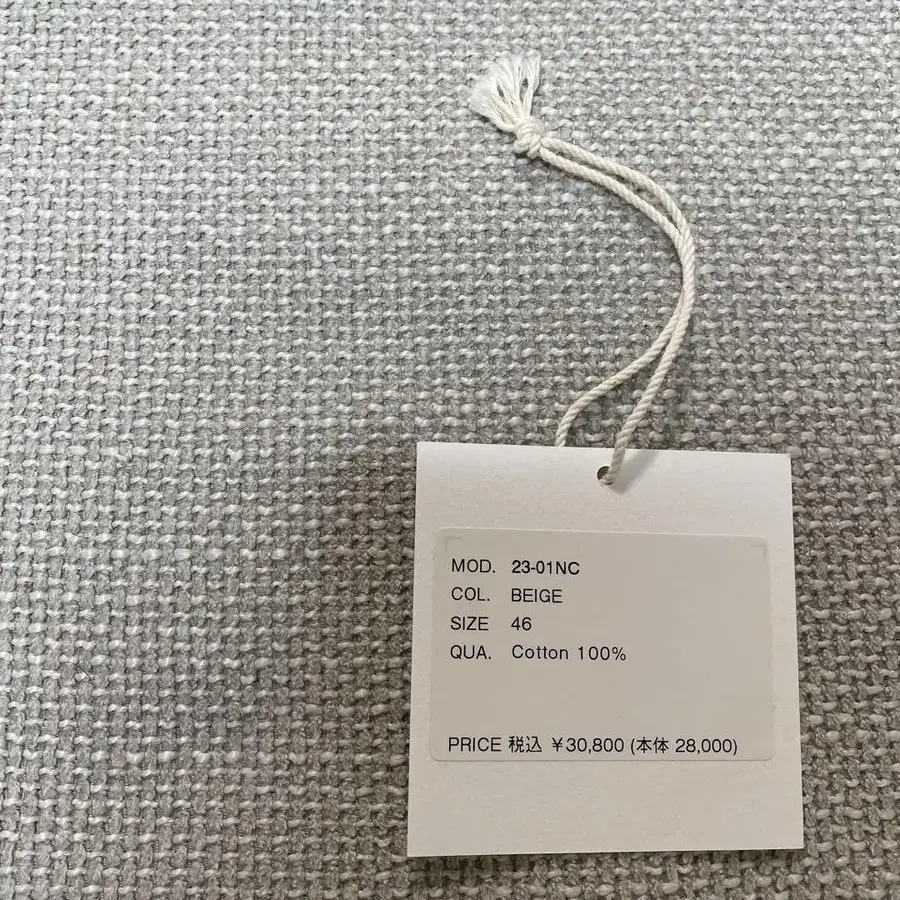 MOD. 23-01NC
COL. BEIGE
SIZE 46
QUA. Cotton 100%
PRICE 税込 ￥30,800 (本体 28,000)